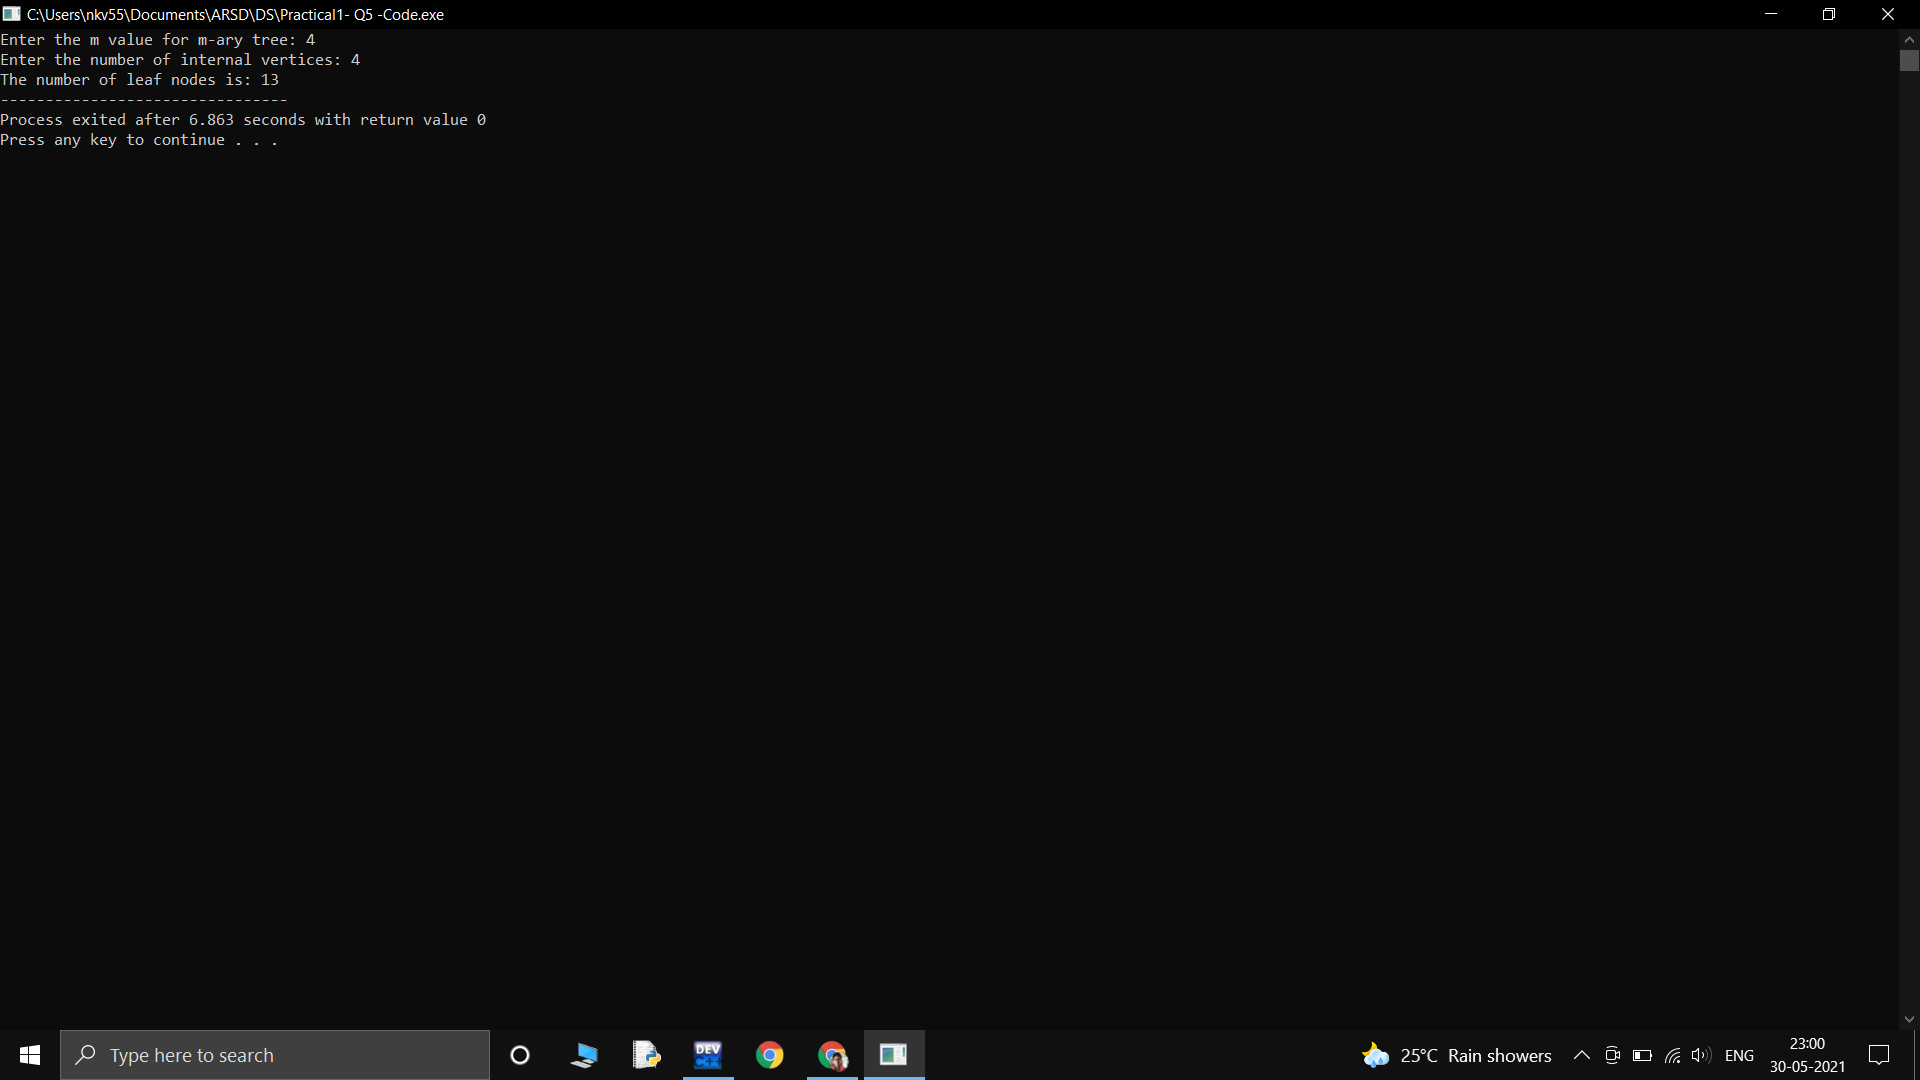 C:\Users\nkv55\Documents\ARSD\DS\Practical1- Q5 -Code.exe
Enter the m value for m-ary tree: 4
Enter the number of internal vertices: 4
The number of leaf nodes is: 13
--------------------------------
Process exited after 6.863 seconds with return value 0
Press any key to continue . . .
Type here to search
DEV
C++
25°C Rain showers
ENG
23:00
30-05-2021